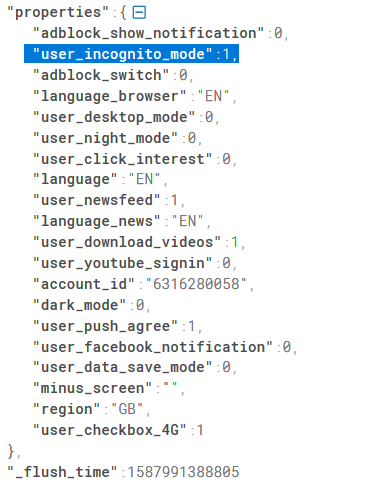 "properties":{
"adblock_show_notification":0,
"user_incognito_mode":1,
"adblock_switch":0,
"language_browser":"EN",
"user_desktop_mode":0,
"user_night_mode":0,
"user_click_interest":0,
"language":"EN",
"user_newsfeed":1,
"language_news":"EN",
"user_download_videos":1,
"user_youtube_signin":0,
"account_id":"6316280058",
"dark_mode":0,
"user_push_agree":1,
"user_facebook_notification":0,
"user_data_save_mode":0,
"minus_screen":"",
"region":"GB",
"user_checkbox_4G":1
},
"_flush_time":1587991388805